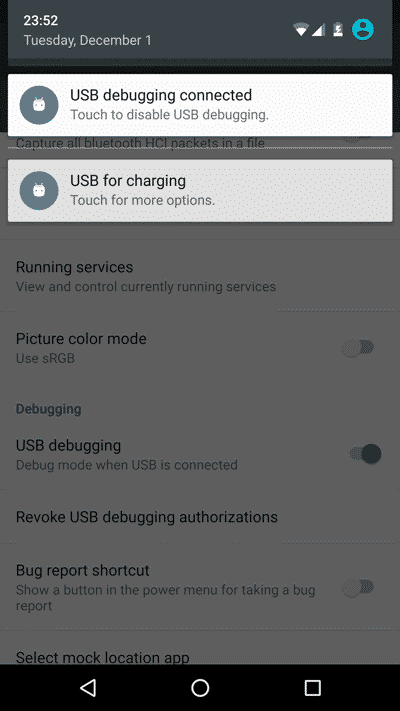 23:52
Tuesday, December 1
USB debugging connected
Touch to disable USB debugging.
Capture all bluetooth HCI packets in a file
USB for charging
Touch for more options.
Running services
View and control currently running services
Picture color mode
Use sRGB
Debugging
USB debugging
Debug mode when USB is connected
Revoke USB debugging authorizations
Bug report shortcut
Show a button in the power menu for taking a bug
report
Select mock location app